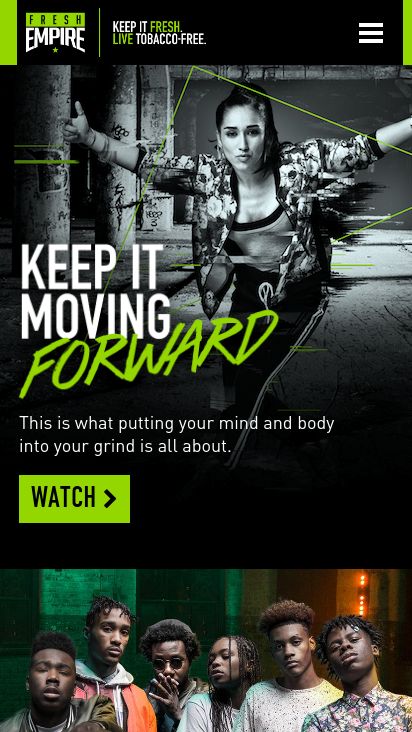 FRESH
EMPIRE
KEEP IT FRESH.
LIVE TOBACCO-FREE.
KEEP IT
MOVING
FORWARD
This is what putting your mind and body
into your grind is all about.
WATCH